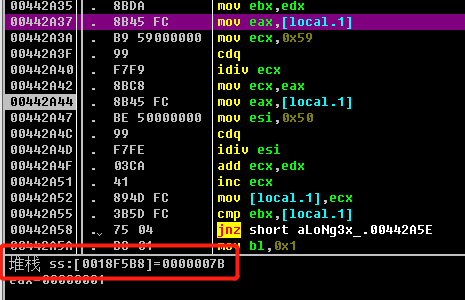 00442A35 . 8BDA mov ebx,edx
00442A37 . 8B45 FC mov eax,[local.1]
00442A3A . B9 59000000 mov ecx,0x59
00442A3F . 99 cdq
00442A40 . F7F9 idiv ecx
00442A42 . 8BC8 mov ecx,eax
00442A44 . 8B45 FC mov eax,[local.1]
00442A47 . BE 50000000 mov esi,0x50
00442A4C . 99 cdq
00442A4D . F7FE idiv esi
00442A4F . 03CA add ecx,edx
00442A51 . 41 inc ecx
00442A52 . 894D FC mov [local.1],ecx
00442A55 . 3B5D FC cmp ebx,[local.1]
00442A58 . 75 04 jnz short aLoNg3x_.00442A5E
00442A5A . B3 01 mov bl,0x1
堆栈 ss:[0018F5B8]=0000007B
eax=00000001